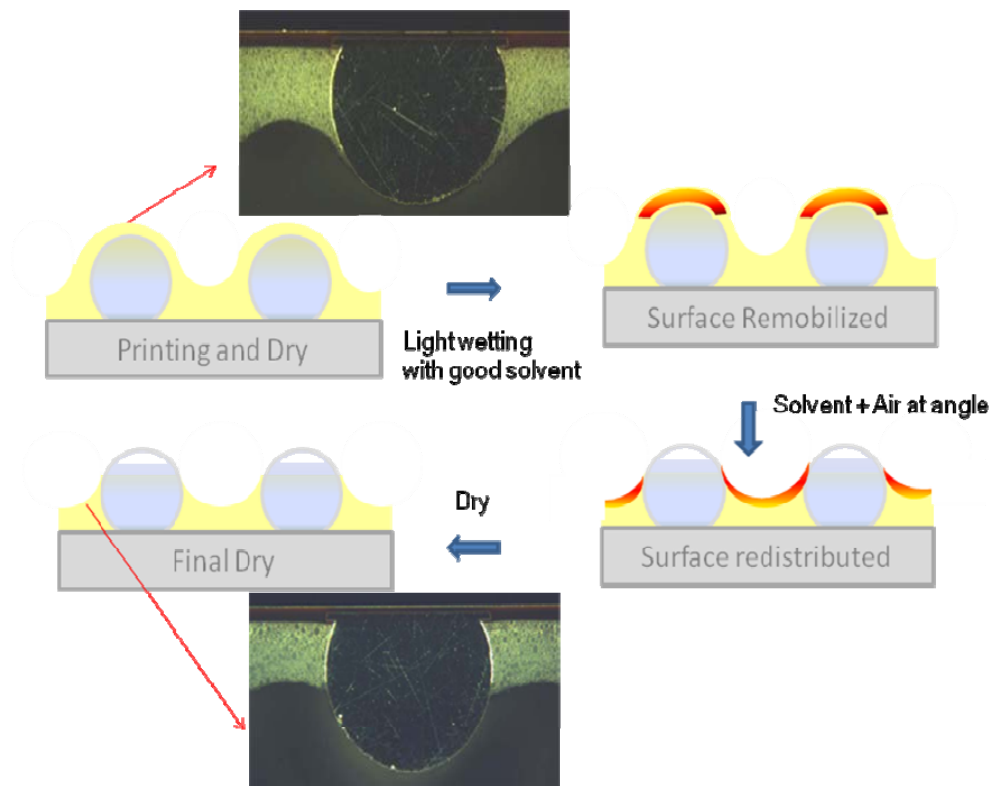 Printing and Dry
Light wetting
with good solvent
Surface Remobilized
Solvent + Air at angle
Surface redistributed
Dry
Final Dry